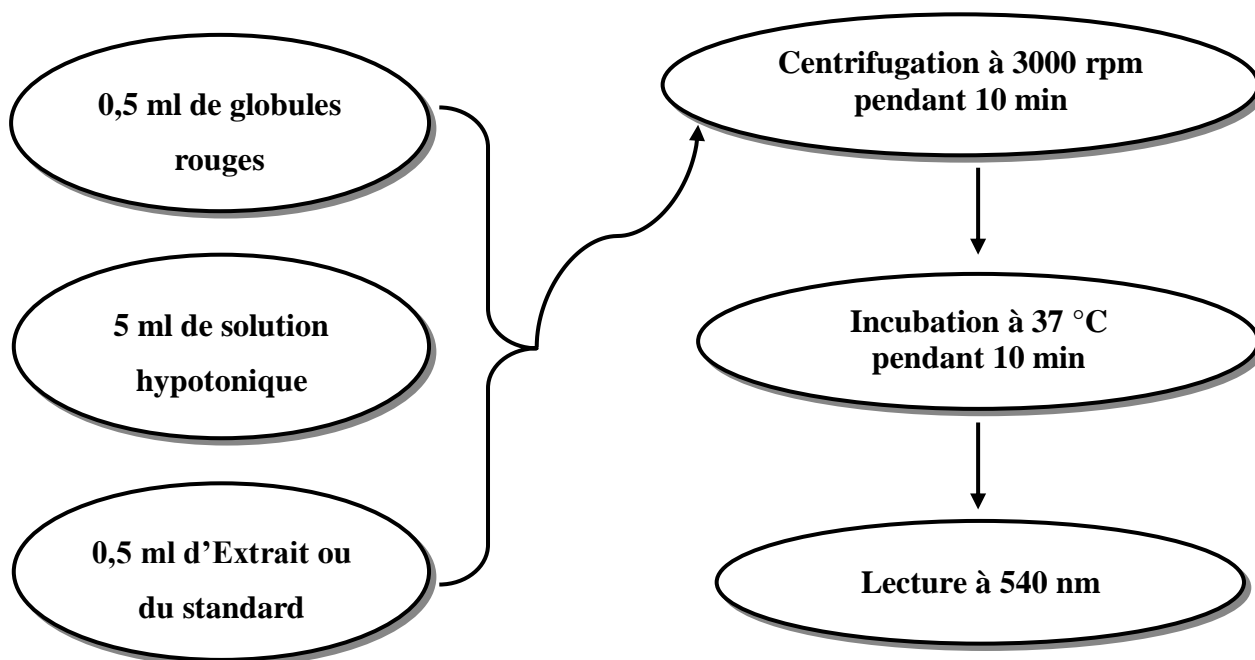 0,5 ml de globules
rouges
5 ml de solution
hypotonique
0,5 ml d’Extrait ou
du standard
Centrifugation à 3000 rpm
pendant 10 min
Incubation à 37 °C
pendant 10 min
Lecture à 540 nm